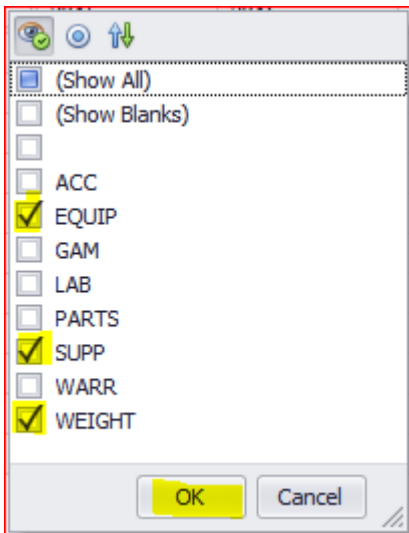 (Show All)
(Show Blanks)
ACC
EQUIP
GAM
LAB
PARTS
SUPP
WARR
WEIGHT
OK Cancel